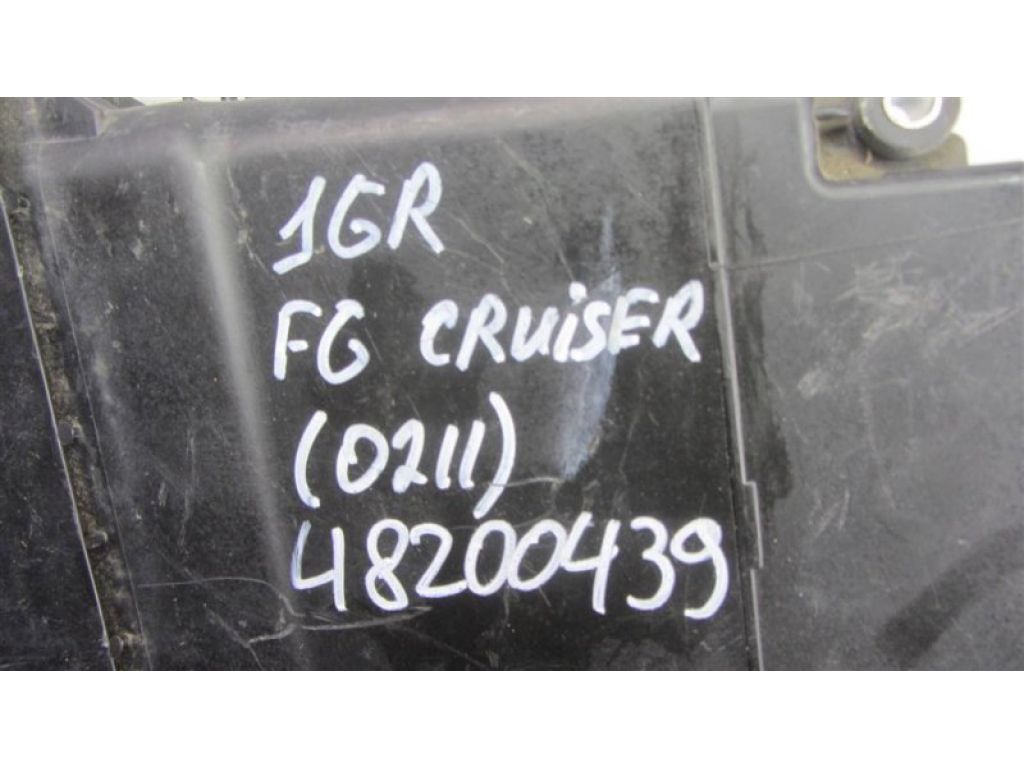 1GR
FG CRUiSER
(0211)
48200439